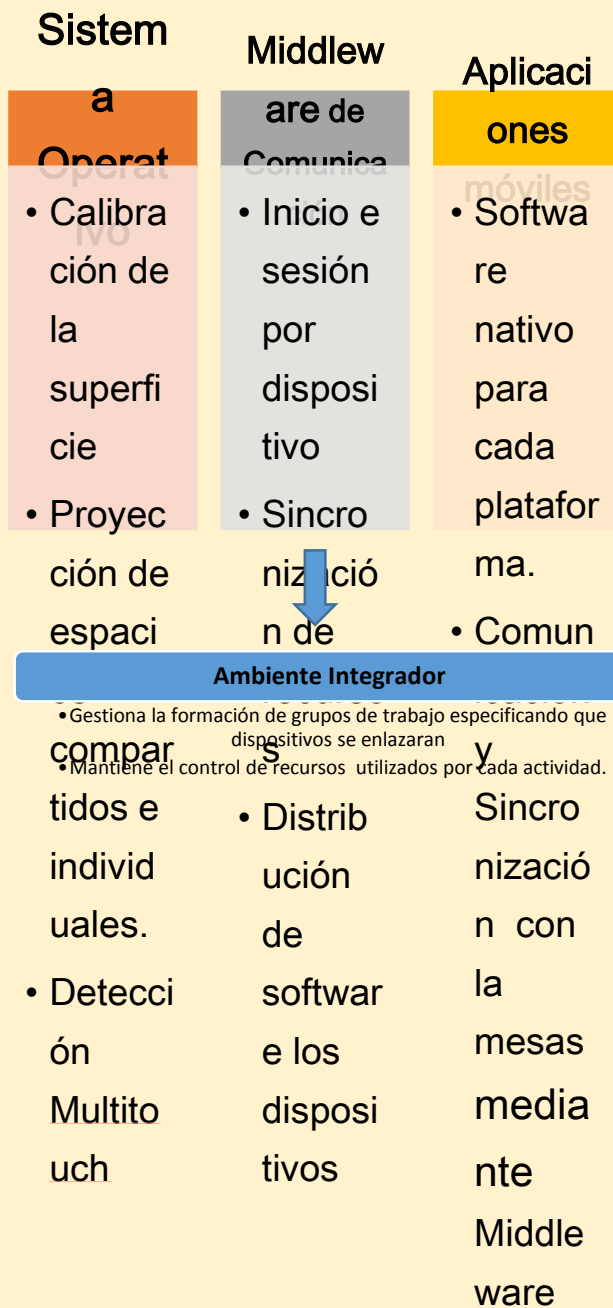 Sistem
a
Operat
ivo
• Calibra
ción de
la
superfi
cie
• Proyec
ción de
espaci
compar
tidos e
individ
uales.
• Detecci
ón
Multito
uch
Middlew
are de
Comunica
• Inicio e
sesión
por
disposi
tivo
• Sincro
nizació
n de
recurso
s
• Distrib
ución
de
softwar
e los
disposi
tivos
Aplicaci
ones
móviles
• Softwa
re
nativo
para
cada
platafor
ma.
• Comun
icación
y
Sincro
nizació
n con
la
mesas
media
nte
Middle
ware
Ambiente Integrador
• Gestiona la formación de grupos de trabajo especificando que
dispositivos se enlazaran
• Mantiene el control de recursos utilizados por cada actividad.